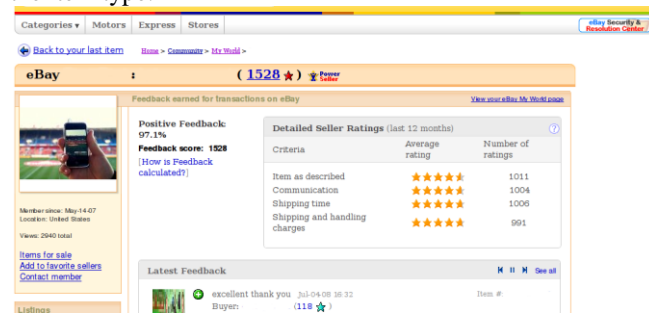 Categories ▾ Motors Express Stores
eBay Security &
Resolution Center
Back to your last item Home > Community > My World >
eBay : ( 1528 ★ ) Power
Seller
Feedback earned for transactions on eBay View your eBay My World page
Positive Feedback:
97.1%
Feedback score: 1528
[How is Feedback
calculated?]
Detailed Seller Ratings (last 12 months) ?
Criteria Average
rating Number of
ratings
Item as described 1011
Communication 1004
Shipping time 1006
Shipping and handling
charges 991
Member since: May-14-07
Location: United States
Views: 2940 total
Items for sale
Add to favorite sellers
Contact member
Latest Feedback See all
excellent thank you Jul-04-08 16:32 Item #:
Buyer: (118 ★ )
Listings